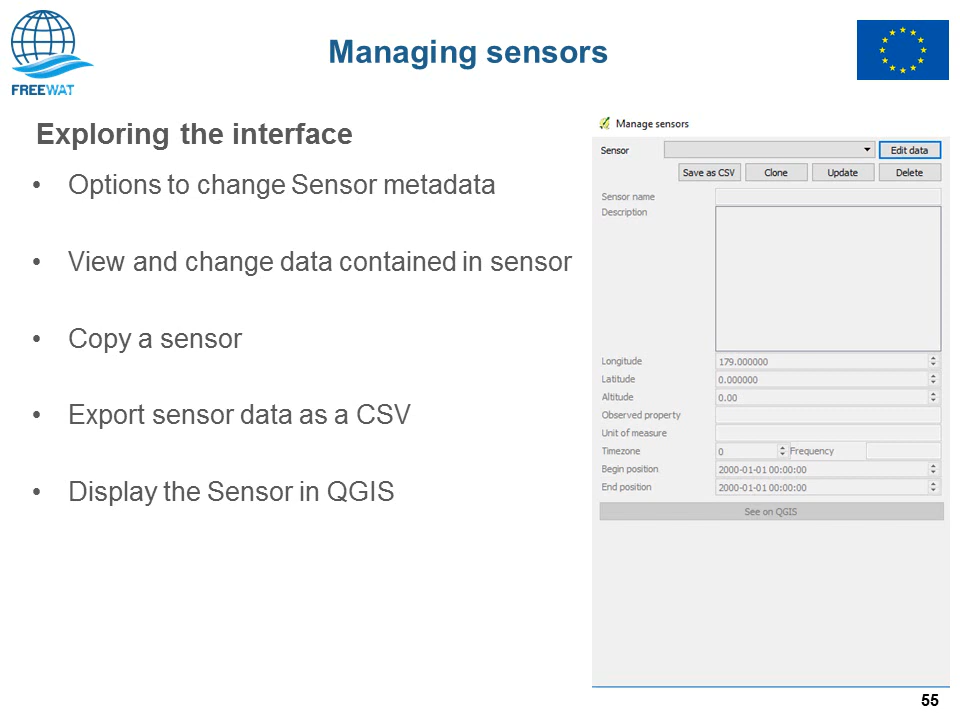 FREEWAT
Managing sensors
Exploring the interface
• Options to change Sensor metadata
• View and change data contained in sensor
• Copy a sensor
• Export sensor data as a CSV
• Display the Sensor in QGIS
Manage sensors
Sensor Edit data
Save as CSV Clone Update Delete
Sensor name
Description
Longitude 179.000000
Latitude 0.000000
Altitude 0.00
Observed property
Unit of measure
Timezone 0 Frequency
Begin position 2000-01-01 00:00:00
End position 2000-01-01 00:00:00
See on QGIS
55